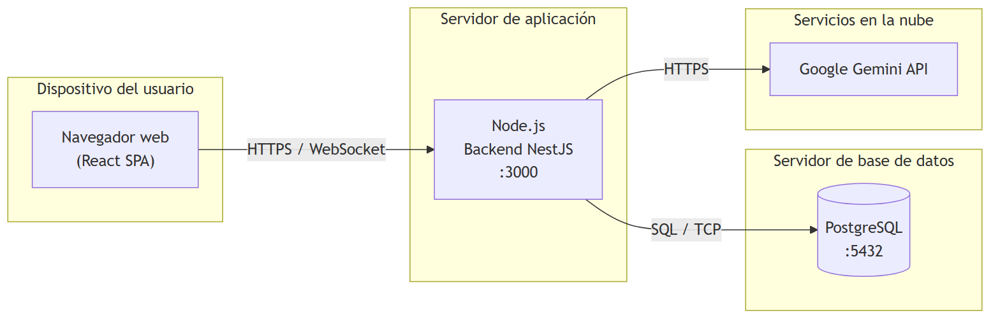 Dispositivo del usuario
Navegador web
(React SPA)
HTTPS / WebSocket
Servidor de aplicación
Node.js
Backend NestJS
:3000
HTTPS
SQL / TCP
Servicios en la nube
Google Gemini API
Servidor de base de datos
PostgreSQL
:5432